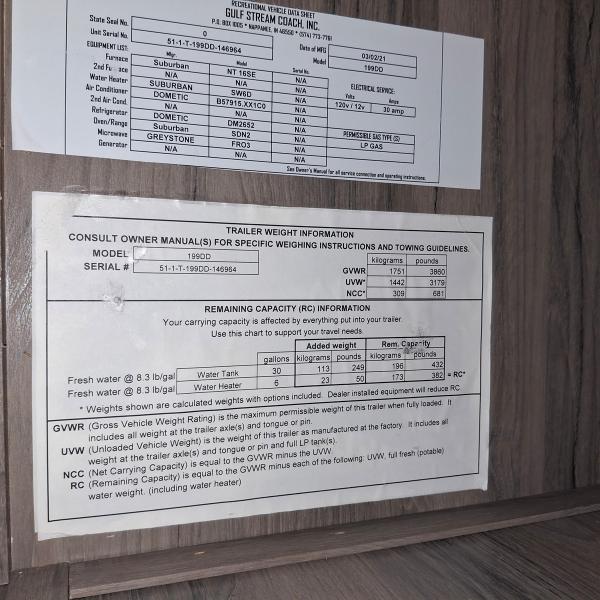 RECREATIONAL VEHICLE DATA SHEET
GULF STREAM COACH, INC.
P.O. BOX 1005 * NAPPANEE, IN 46550 * (574) 773-7761
State Seal No.
Unit Serial No. 0 Date of MFG 03/02/21
51-1-T-199DD-146964 Model 199DD
EQUIPMENT LIST: Mfgr. Model Serial No.
Furnace Suburban NT 16SE N/A
2nd Furnace N/A N/A N/A
Water Heater SUBURBAN SW6D N/A
Air Conditioner DOMETIC B57915.XX1C0 N/A
2nd Air Cond. N/A N/A
Refrigerator DOMETIC DM2652 N/A
Oven/Range Suburban SDN2 N/A
Microwave GREYSTONE FRO3 N/A
Generator N/A N/A N/A
ELECTRICAL SERVICE:
Volts Amps
120v / 12v 30 amp
PERMISSIBLE GAS TYPE (S)
LP GAS
See Owner's Manual for all service connection and operating instructions.
TRAILER WEIGHT INFORMATION
CONSULT OWNER MANUAL(S) FOR SPECIFIC WEIGHING INSTRUCTIONS AND TOWING GUIDELINES.
MODEL 199DD
SERIAL # 51-1-T-199DD-146964
kilograms pounds
GVWR 1751 3860
UVW* 1442 3179
NCC* 309 681
REMAINING CAPACITY (RC) INFORMATION
Your carrying capacity is affected by everything put into your trailer.
Use this chart to support your travel needs.
Added weight Rem. Capacity
gallons kilograms pounds kilograms pounds
Fresh water @ 8.3 lb/gal Water Tank 30 113 249 196 432
Fresh water @ 8.3 lb/gal Water Heater 6 23 50 173 382 = RC*
* Weights shown are calculated weights with options included. Dealer installed equipment will reduce RC
GVWR (Gross Vehicle Weight Rating) is the maximum permissible weight of this trailer when fully loaded. It
includes all weight at the trailer axle(s) and tongue or pin.
UVW (Unloaded Vehicle Weight) is the weight of this trailer as manufactured at the factory. It includes all
weight at the trailer axle(s) and tongue or pin and full LP tank(s).
NCC (Net Carrying Capacity) is equal to the GVWR minus the UVW.
RC (Remaining Capacity) is equal to the GVWR minus each of the following: UVW, full fresh (potable)
water weight. (including water heater)